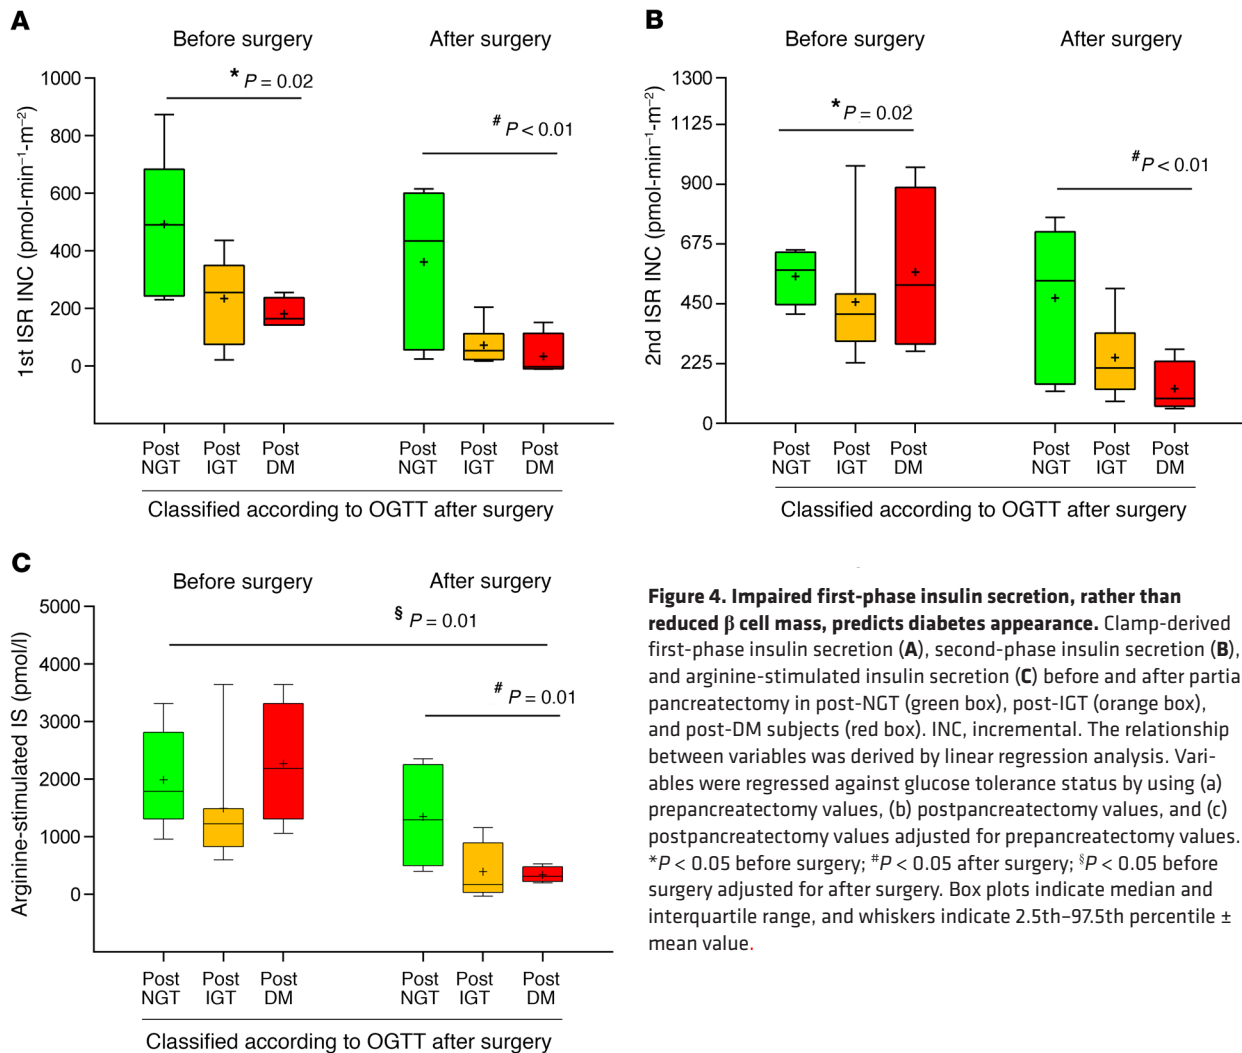 A
Before surgery
After surgery
* P = 0.02
# P < 0.01
1st ISR INC (pmol-min⁻¹-m⁻²)
1000
800
600
400
200
0
Post NGT
Post IGT
Post DM
Post NGT
Post IGT
Post DM
Classified according to OGTT after surgery
B
Before surgery
After surgery
* P = 0.02
# P < 0.01
2nd ISR INC (pmol-min⁻¹-m⁻²)
1300
1125
900
675
450
225
0
Post NGT
Post IGT
Post DM
Post NGT
Post IGT
Post DM
Classified according to OGTT after surgery
C
Before surgery
After surgery
§ P = 0.01
# P = 0.01
Arginine-stimulated IS (pmol/l)
5000
4000
3000
2000
1000
0
Post NGT
Post IGT
Post DM
Post NGT
Post IGT
Post DM
Classified according to OGTT after surgery
Figure 4. Impaired first-phase insulin secretion, rather than
reduced β cell mass, predicts diabetes appearance. Clamp-derived
first-phase insulin secretion (A), second-phase insulin secretion (B),
and arginine-stimulated insulin secretion (C) before and after partia
pancreatectomy in post-NGT (green box), post-IGT (orange box),
and post-DM subjects (red box). INC, incremental. The relationship
between variables was derived by linear regression analysis. Vari-
ables were regressed against glucose tolerance status by using (a)
prepancreatectomy values, (b) postpancreatectomy values, and (c)
postpancreatectomy values adjusted for prepancreatectomy values.
*P < 0.05 before surgery; #P < 0.05 after surgery; §P < 0.05 before
surgery adjusted for after surgery. Box plots indicate median and
interquartile range, and whiskers indicate 2.5th–97.5th percentile ±
mean value.